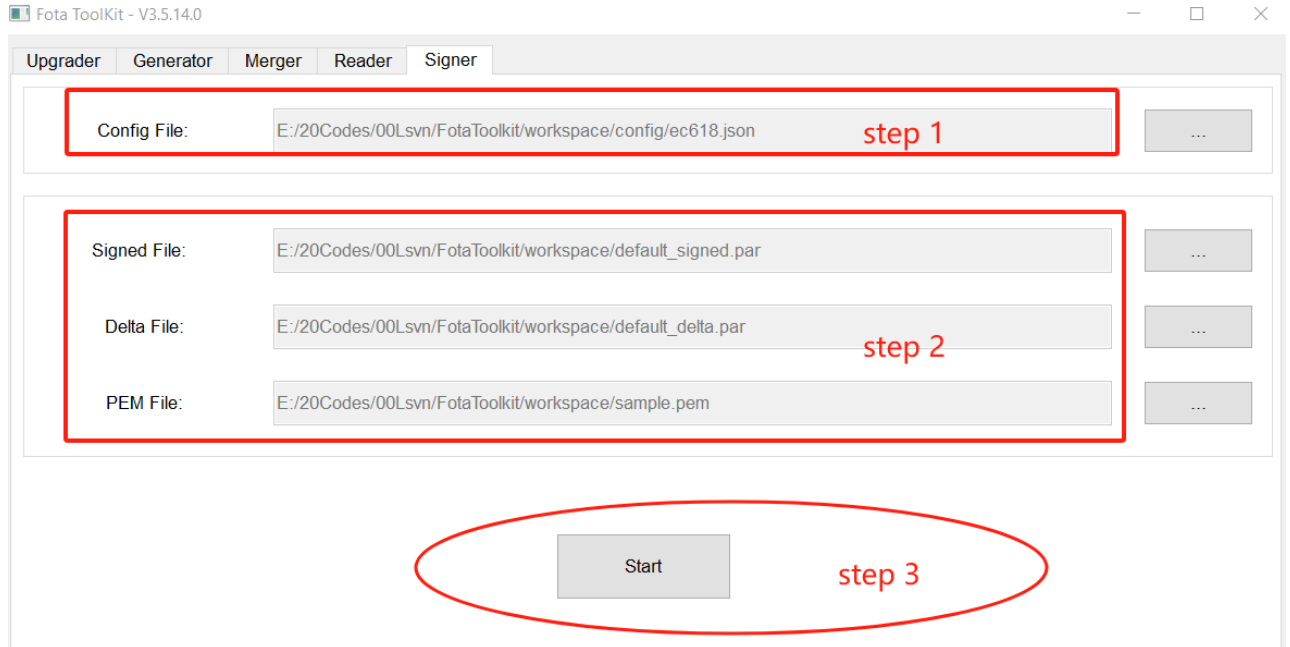 Fota ToolKit - V3.5.14.0
Upgrader Generator Merger Reader Signer
Config File: E:/20Codes/00Lsvn/FotaToolkit/workspace/config/ec618.json step 1 ...
Signed File: E:/20Codes/00Lsvn/FotaToolkit/workspace/default_signed.par ...
Delta File: E:/20Codes/00Lsvn/FotaToolkit/workspace/default_delta.par ...
step 2
PEM File: E:/20Codes/00Lsvn/FotaToolkit/workspace/sample.pem ...
Start step 3